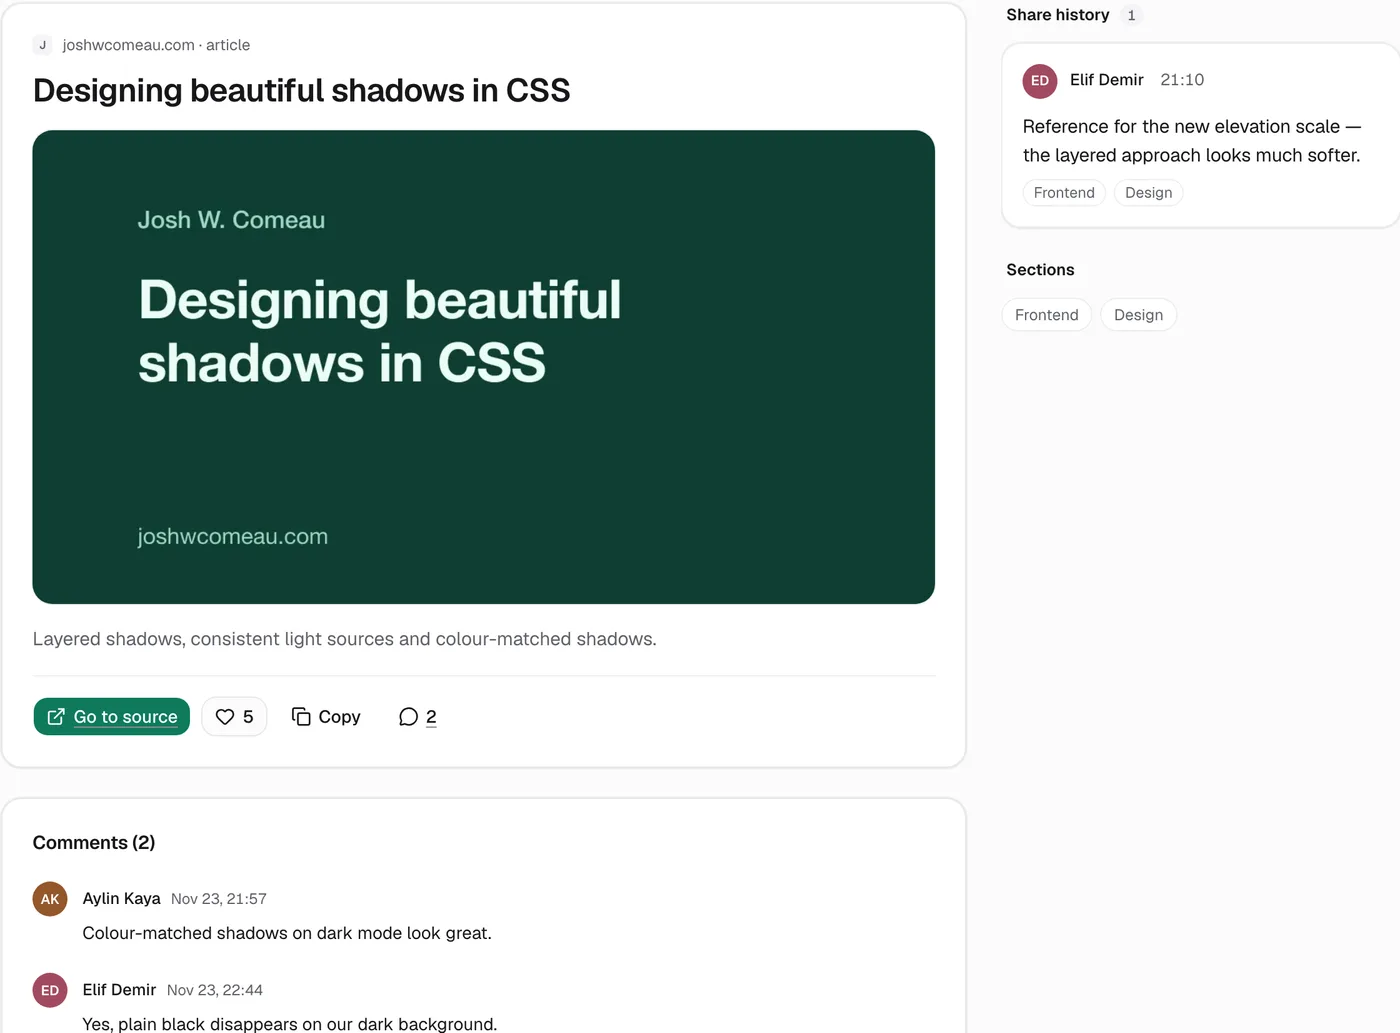 J joshwcomeau.com · article
Designing beautiful shadows in CSS
Josh W. Comeau
Designing beautiful
shadows in CSS
joshwcomeau.com
Layered shadows, consistent light sources and colour-matched shadows.
Go to source 5 Copy 2
Comments (2)
AK Aylin Kaya Nov 23, 21:57
Colour-matched shadows on dark mode look great.
ED Elif Demir Nov 23, 22:44
Yes, plain black disappears on our dark background.
Share history 1
ED Elif Demir 21:10
Reference for the new elevation scale —
the layered approach looks much softer.
Frontend Design
Sections
Frontend Design